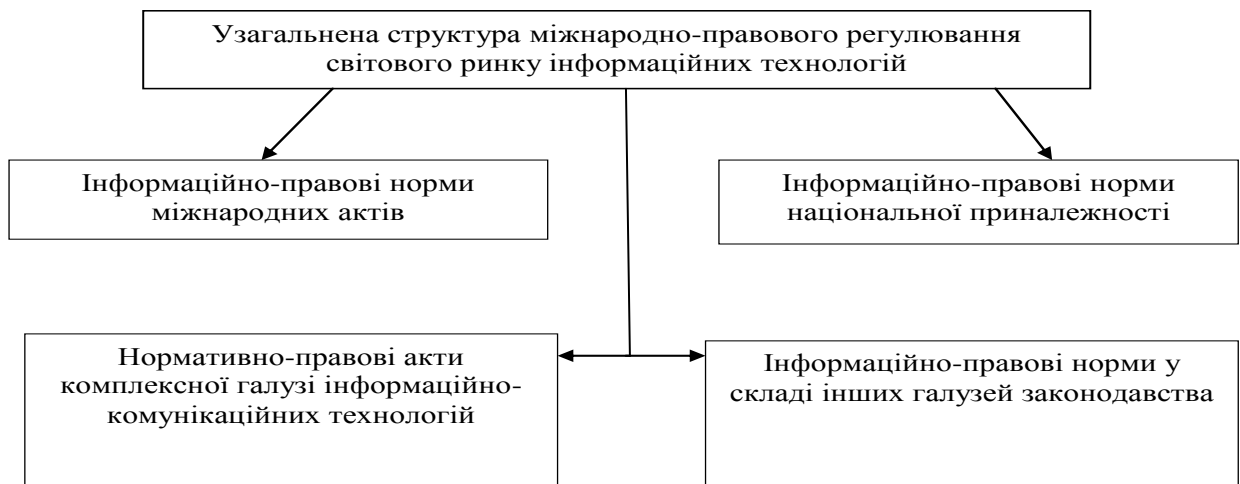 Узагальнена структура міжнародно-правового регулювання
світового ринку інформаційних технологій
Інформаційно-правові норми
міжнародних актів
Інформаційно-правові норми
національної приналежності
Нормативно-правові акти
комплексної галузі інформаційно-
комунікаційних технологій
Інформаційно-правові норми у
складі інших галузей законодавства